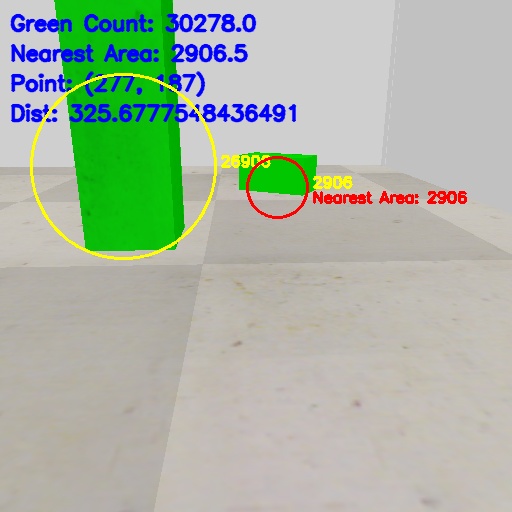 Green Count: 30278.0
Nearest Area: 2906.5
Point: (277, 187)
Dist: 325.6777548436491
26906
2906
Nearest Area: 2906